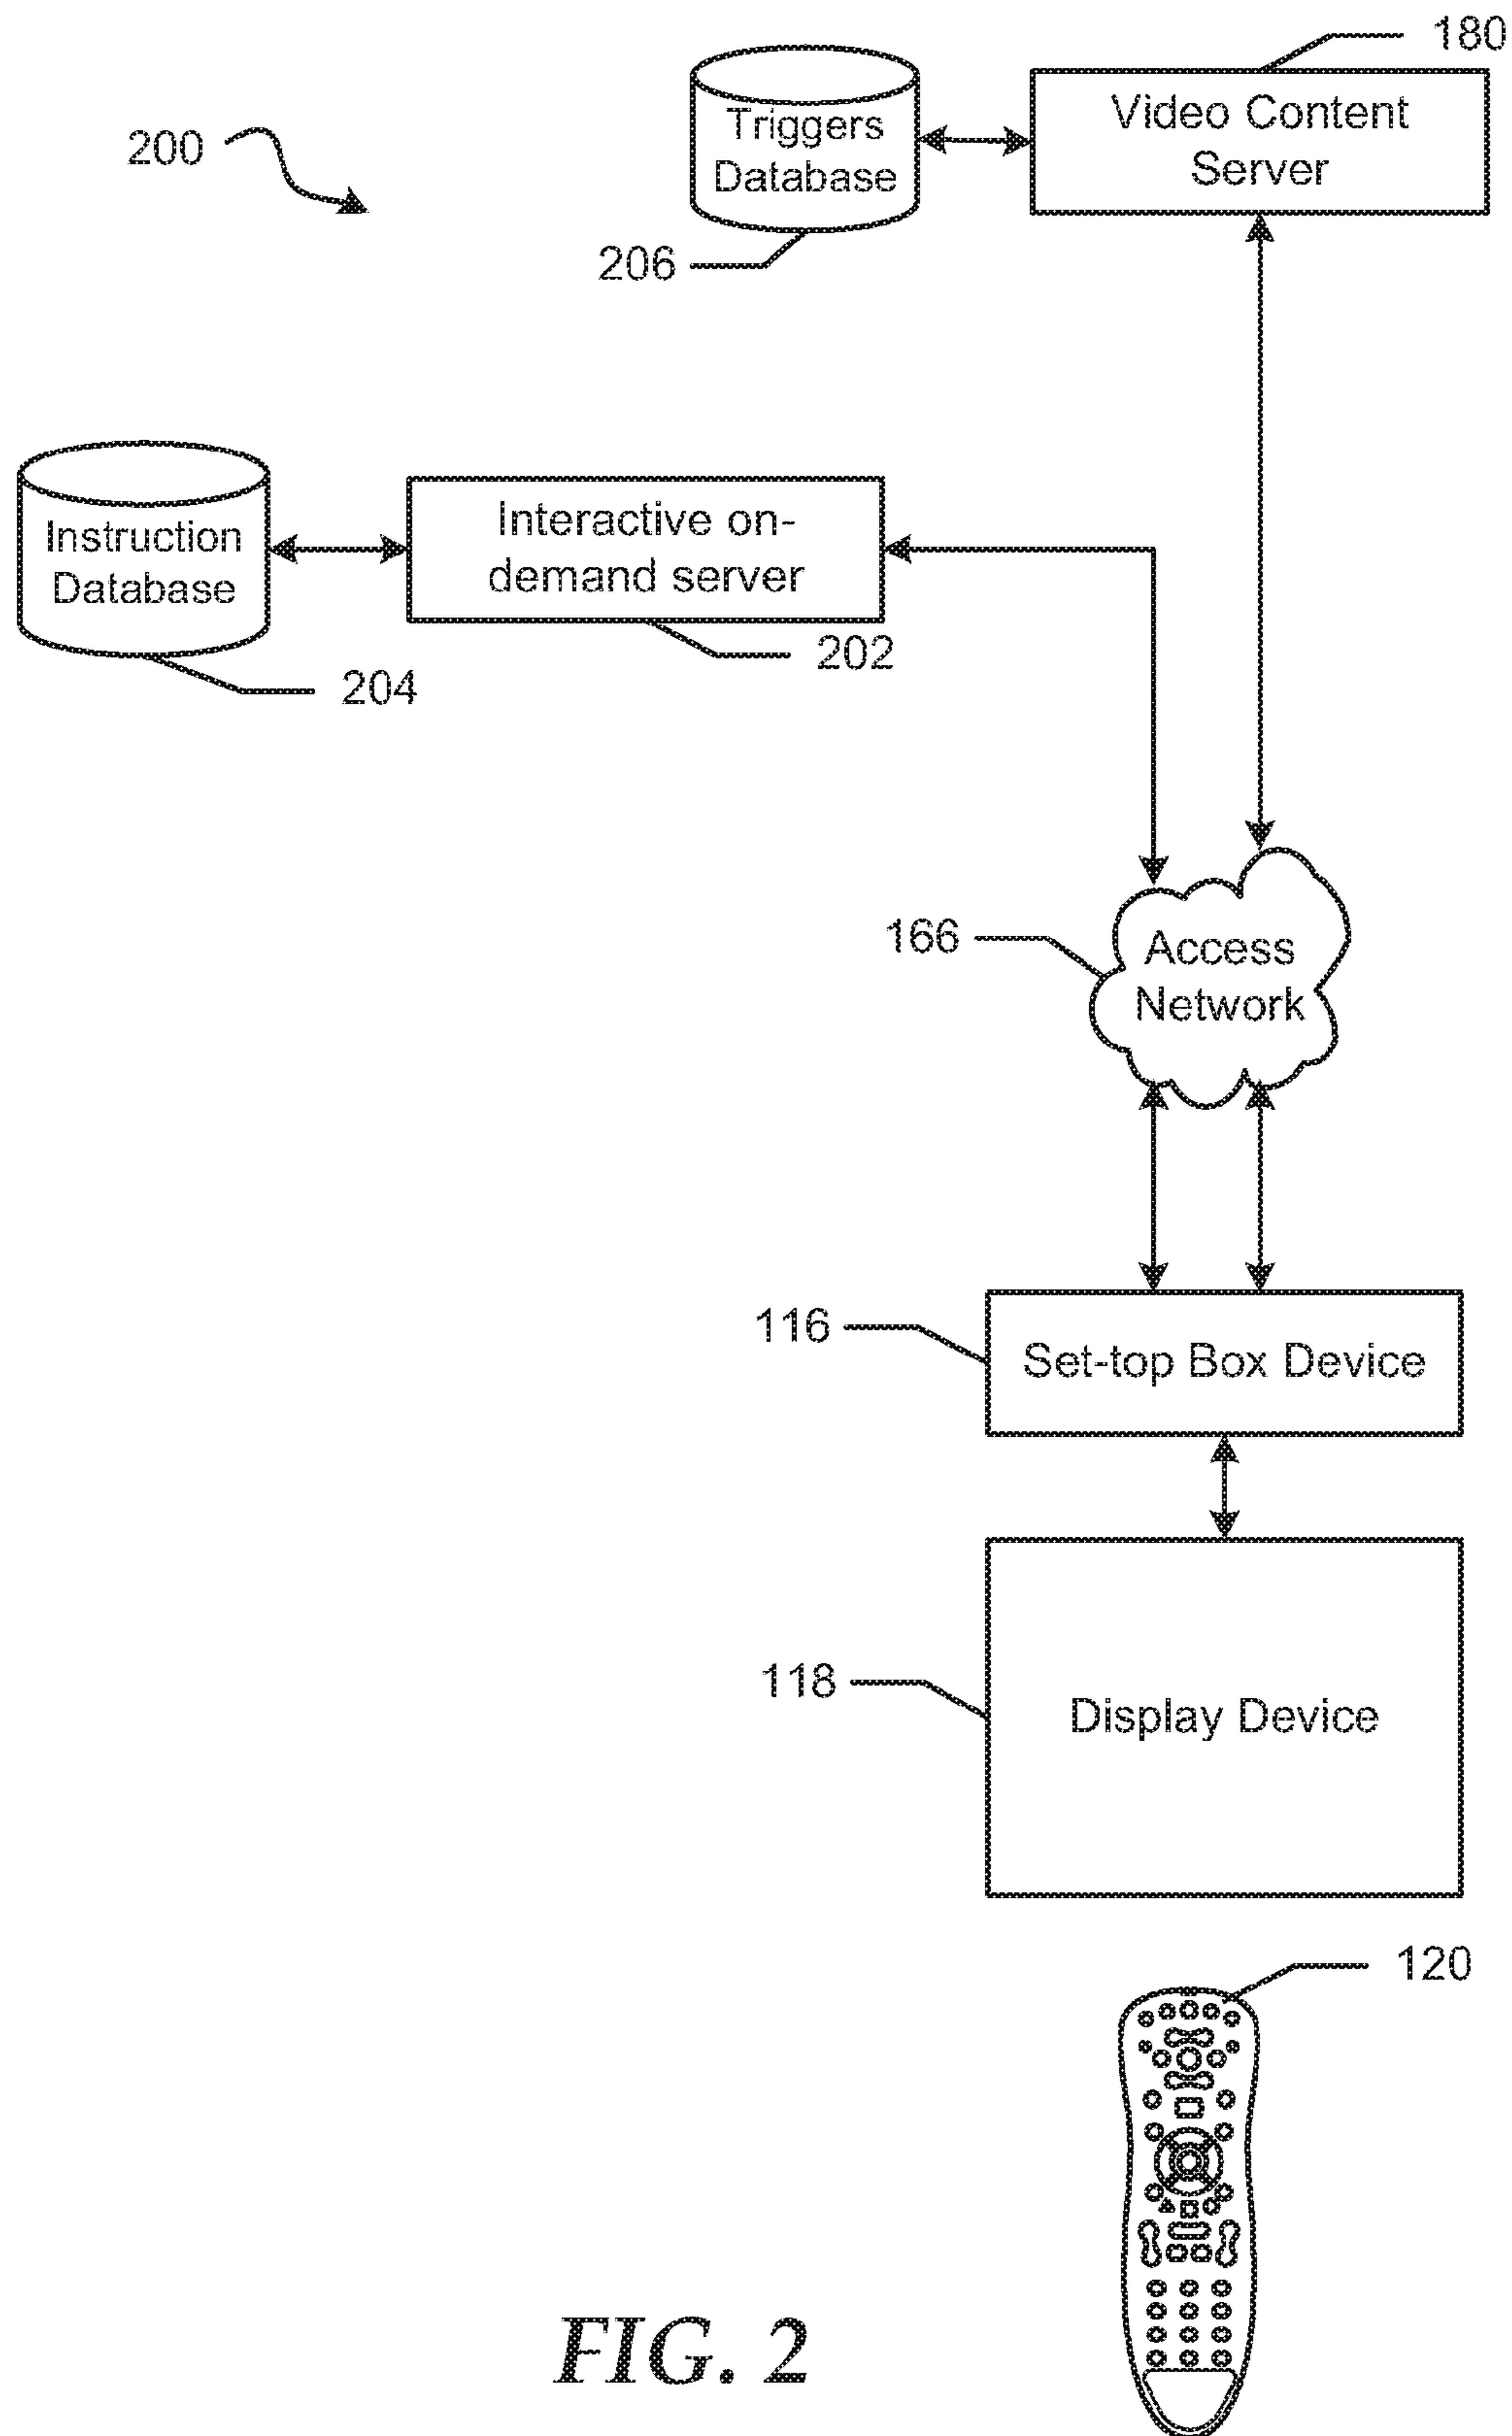 180
Video Content
Server
Triggers
Database
200
206
Instruction
Database
Interactive on-
demand server
202
204
166
Access
Network
116
Set-top Box Device
118
Display Device
120
FIG. 2